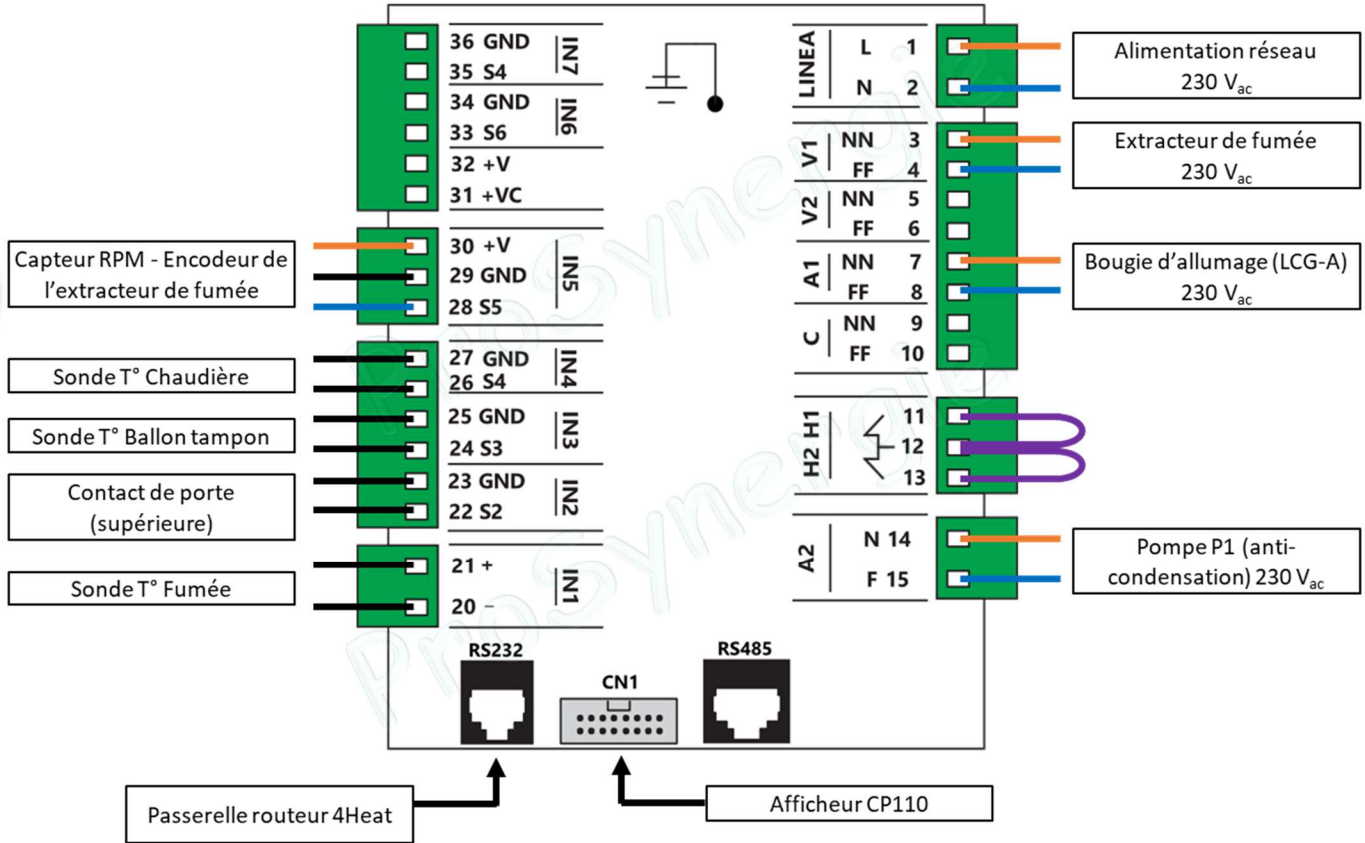 36 GND
35 S4
IN7
34 GND
33 S6
IN6
32 +V
31 +VC
30 +V
29 GND
28 S5
IN5
27 GND
26 S4
IN4
25 GND
24 S3
IN3
23 GND
22 S2
IN2
21 +
20 –
IN1
Capteur RPM - Encodeur de
l’extracteur de fumée
Sonde T° Chaudière
Sonde T° Ballon tampon
Contact de porte
(supérieure)
Sonde T° Fumée
LINEA
L 1
N 2
V1
NN 3
FF 4
V2
NN 5
FF 6
A1
NN 7
FF 8
C
NN 9
FF 10
H2 H1
11
12
13
A2
N 14
F 15
Alimentation réseau
230 Vac
Extracteur de fumée
230 Vac
Bougie d’allumage (LCG-A)
230 Vac
Pompe P1 (anti-
condensation) 230 Vac
RS232
CN1
RS485
Passerelle routeur 4Heat
Afficheur CP110
ProSynergie
ProSynergie